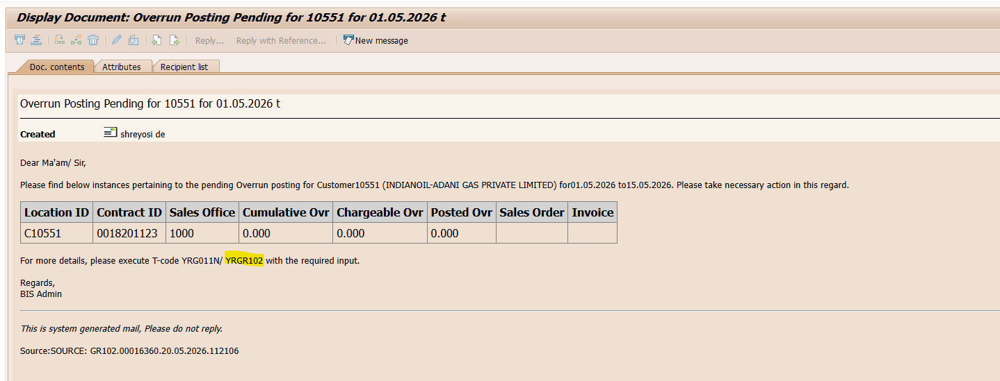 Display Document: Overrun Posting Pending for 10551 for 01.05.2026 t
Reply... Reply with Reference... New message
Doc. contents Attributes Recipient list
Overrun Posting Pending for 10551 for 01.05.2026 t
Created shreyosi de
Dear Ma'am/ Sir,
Please find below instances pertaining to the pending Overrun posting for Customer10551 (INDIANOIL-ADANI GAS PRIVATE LIMITED) for01.05.2026 to15.05.2026. Please take necessary action in this regard.
Location ID Contract ID Sales Office Cumulative Ovr Chargeable Ovr Posted Ovr Sales Order Invoice
C10551 0018201123 1000 0.000 0.000 0.000
For more details, please execute T-code YRG011N/ YRGR102 with the required input.
Regards,
BIS Admin
This is system generated mail, Please do not reply.
Source:SOURCE: GR102.00016360.20.05.2026.112106